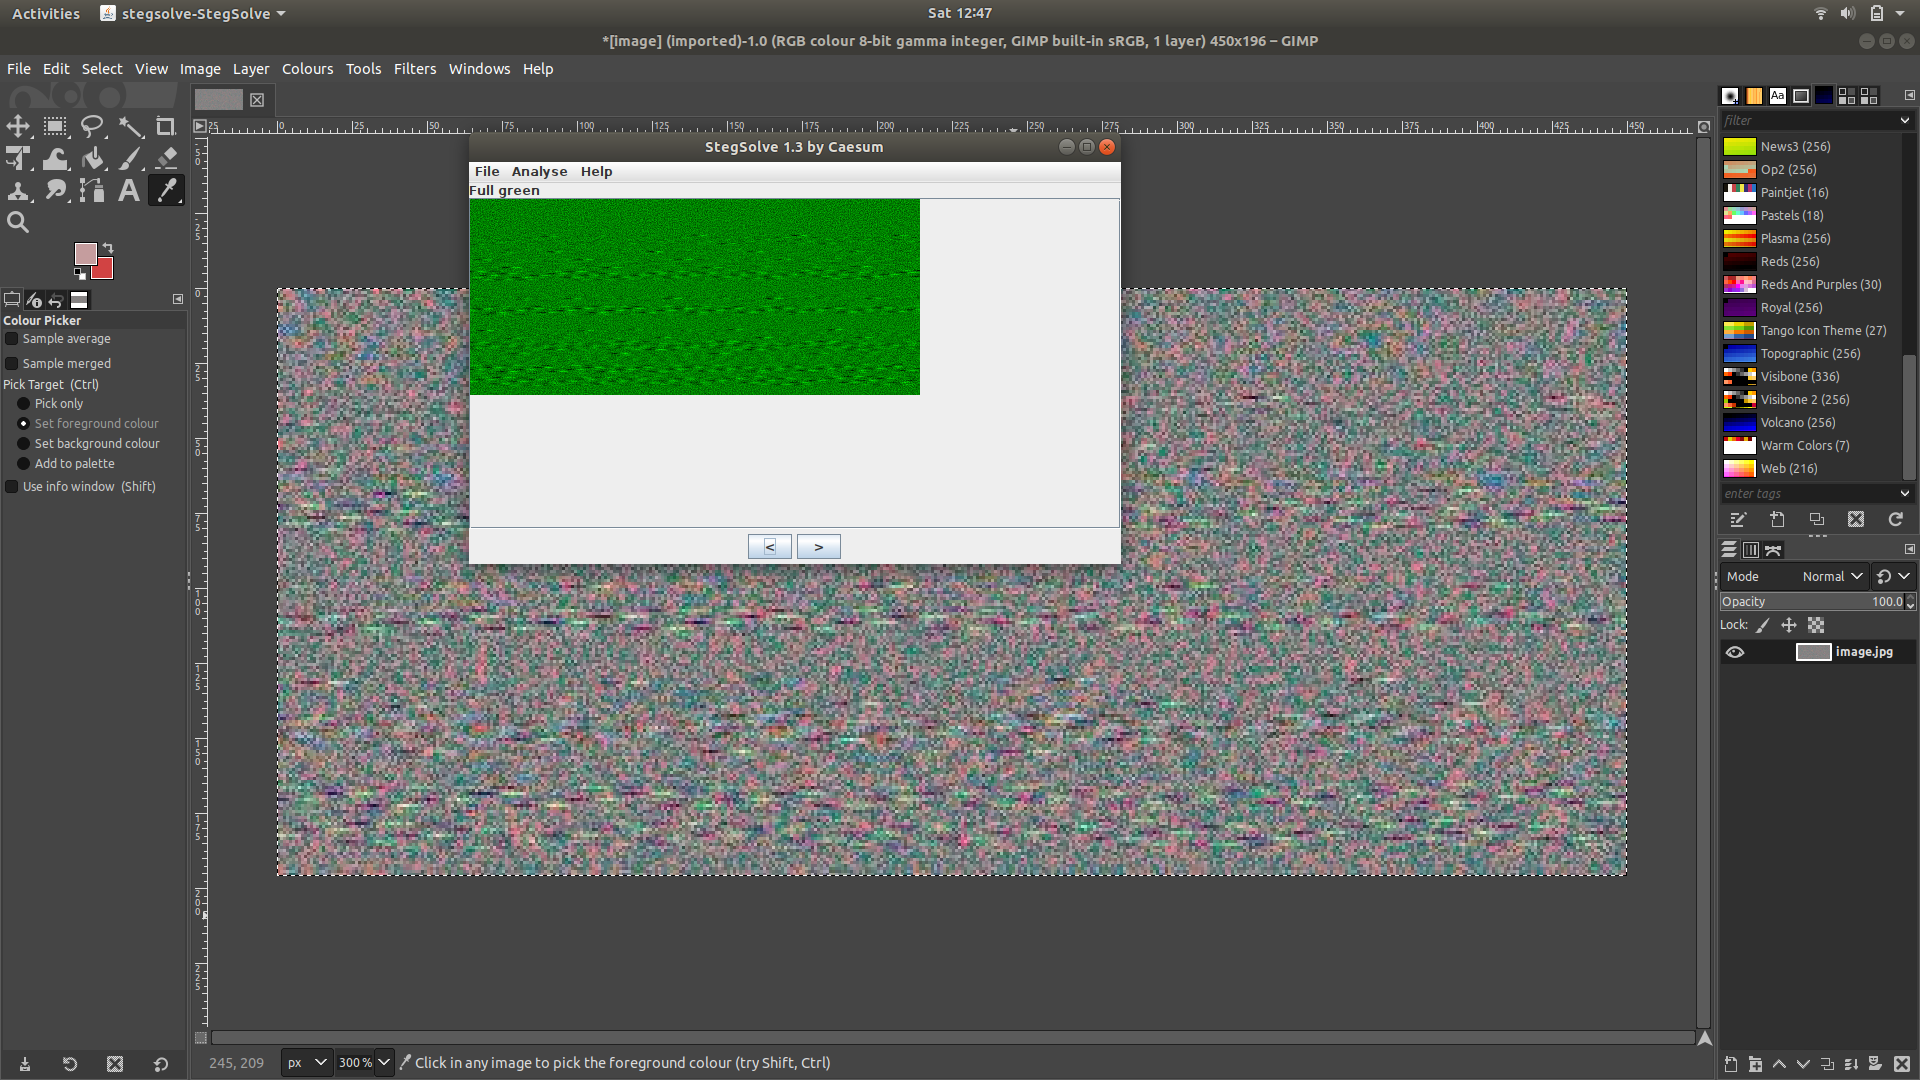 Activities stegsolve-StegSolve Sat 12:47
*[image] (imported)-1.0 (RGB colour 8-bit gamma integer, GIMP built-in sRGB, 1 layer) 450x196 – GIMP
File Edit Select View Image Layer Colours Tools Filters Windows Help
25 0 25 50 75 100 125 150 175 200 225 250 275 300 325 350 375 400 425 450
StegSolve 1.3 by Caesum
File Analyse Help
Full green
< >
Colour Picker
Sample average
Sample merged
Pick Target (Ctrl)
Pick only
Set foreground colour
Set background colour
Add to palette
Use info window (Shift)
filter
News3 (256)
Op2 (256)
Paintjet (16)
Pastels (18)
Plasma (256)
Reds (256)
Reds And Purples (30)
Royal (256)
Tango Icon Theme (27)
Topographic (256)
Visibone (336)
Visibone 2 (256)
Volcano (256)
Warm Colors (7)
Web (216)
enter tags
Mode Normal
Opacity 100.0
Lock:
image.jpg
245, 209 px 300 % Click in any image to pick the foreground colour (try Shift, Ctrl)